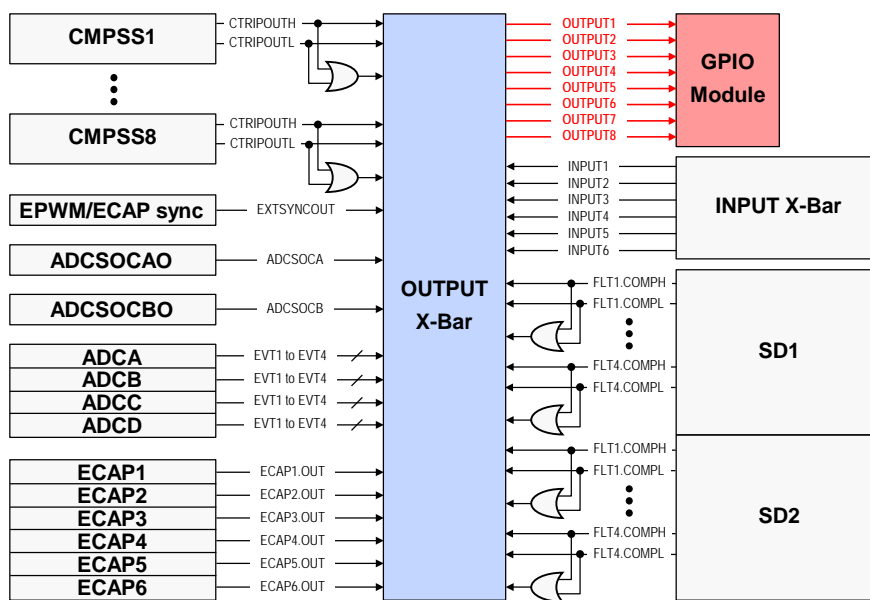 CMPSS1
CTRIPOUTH
CTRIPOUTL
CMPSS8
CTRIPOUTH
CTRIPOUTL
EPWM/ECAP sync
EXTSYNCOUT
ADCSOCAO
ADCSOCA
ADCSOCBO
ADCSOCB
ADCA
EVT1 to EVT4
ADCB
EVT1 to EVT4
ADCC
EVT1 to EVT4
ADCD
EVT1 to EVT4
ECAP1
ECAP1.OUT
ECAP2
ECAP2.OUT
ECAP3
ECAP3.OUT
ECAP4
ECAP4.OUT
ECAP5
ECAP5.OUT
ECAP6
ECAP6.OUT
OUTPUT
X-Bar
OUTPUT1
OUTPUT2
OUTPUT3
OUTPUT4
OUTPUT5
OUTPUT6
OUTPUT7
OUTPUT8
GPIO
Module
INPUT1
INPUT2
INPUT3
INPUT4
INPUT5
INPUT6
INPUT X-Bar
FLT1.COMPH
FLT1.COMPL
FLT4.COMPH
FLT4.COMPL
SD1
FLT1.COMPH
FLT1.COMPL
FLT4.COMPH
FLT4.COMPL
SD2